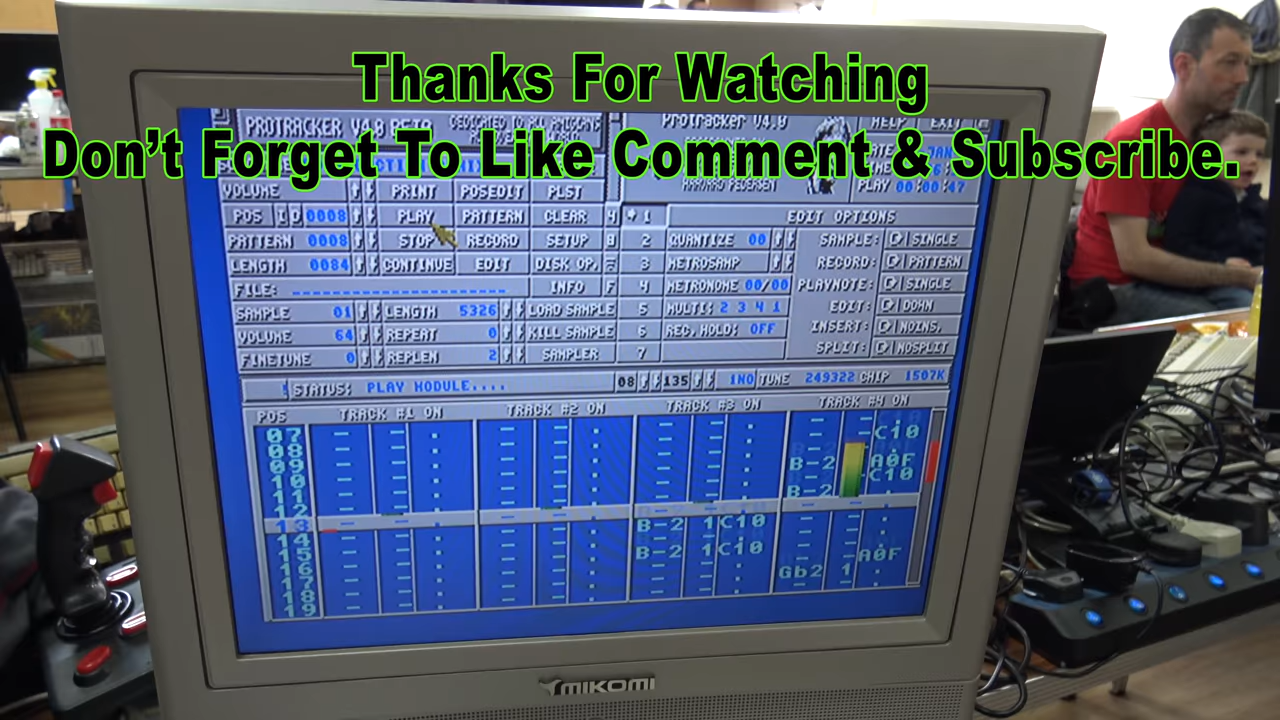 Thanks For Watching
Don't Forget To Like Comment & Subscribe.
PROTRACKER V4.0 BETA DEDICATED TO ALL AMIGANS
Protracker V4.0 HELP EXIT
VOLUME PRINT POSEDIT PLST
PLAY 00:00:47
POS I D 0008 PLAY PATTERN CLEAR 1 EDIT OPTIONS
PATTERN 0008 STOP RECORD SETUP 2 QUANTIZE 00 SAMPLE: SINGLE
LENGTH 0084 CONTINUE EDIT DISK OP. 3 METROSAMP RECORD: PATTERN
FILE: INFO F 4 METRONOME 00/00 PLAYNOTE: SINGLE
SAMPLE 01 LENGTH 5326 LOAD SAMPLE 5 MULTI: 2 3 4 1 EDIT: DOWN
VOLUME 64 REPEAT 0 KILL SAMPLE 6 REC. HOLD: OFF INSERT: NOINS.
FINETUNE 0 REPLEN 2 SAMPLER 7 SPLIT: NOSPLIT
STATUS: PLAY MODULE.... 08 135 1NO TUNE 249322 CHIP 1507K
POS TRACK #1 ON TRACK #2 ON TRACK #3 ON TRACK #4 ON
07 C10
08
09 B-2 A0F
10 C10
11 B-2
12
13 B-2 1C10
14
15 B-2 1C10 A0F
16 Gb2 1
17
18
19
MIKOMI